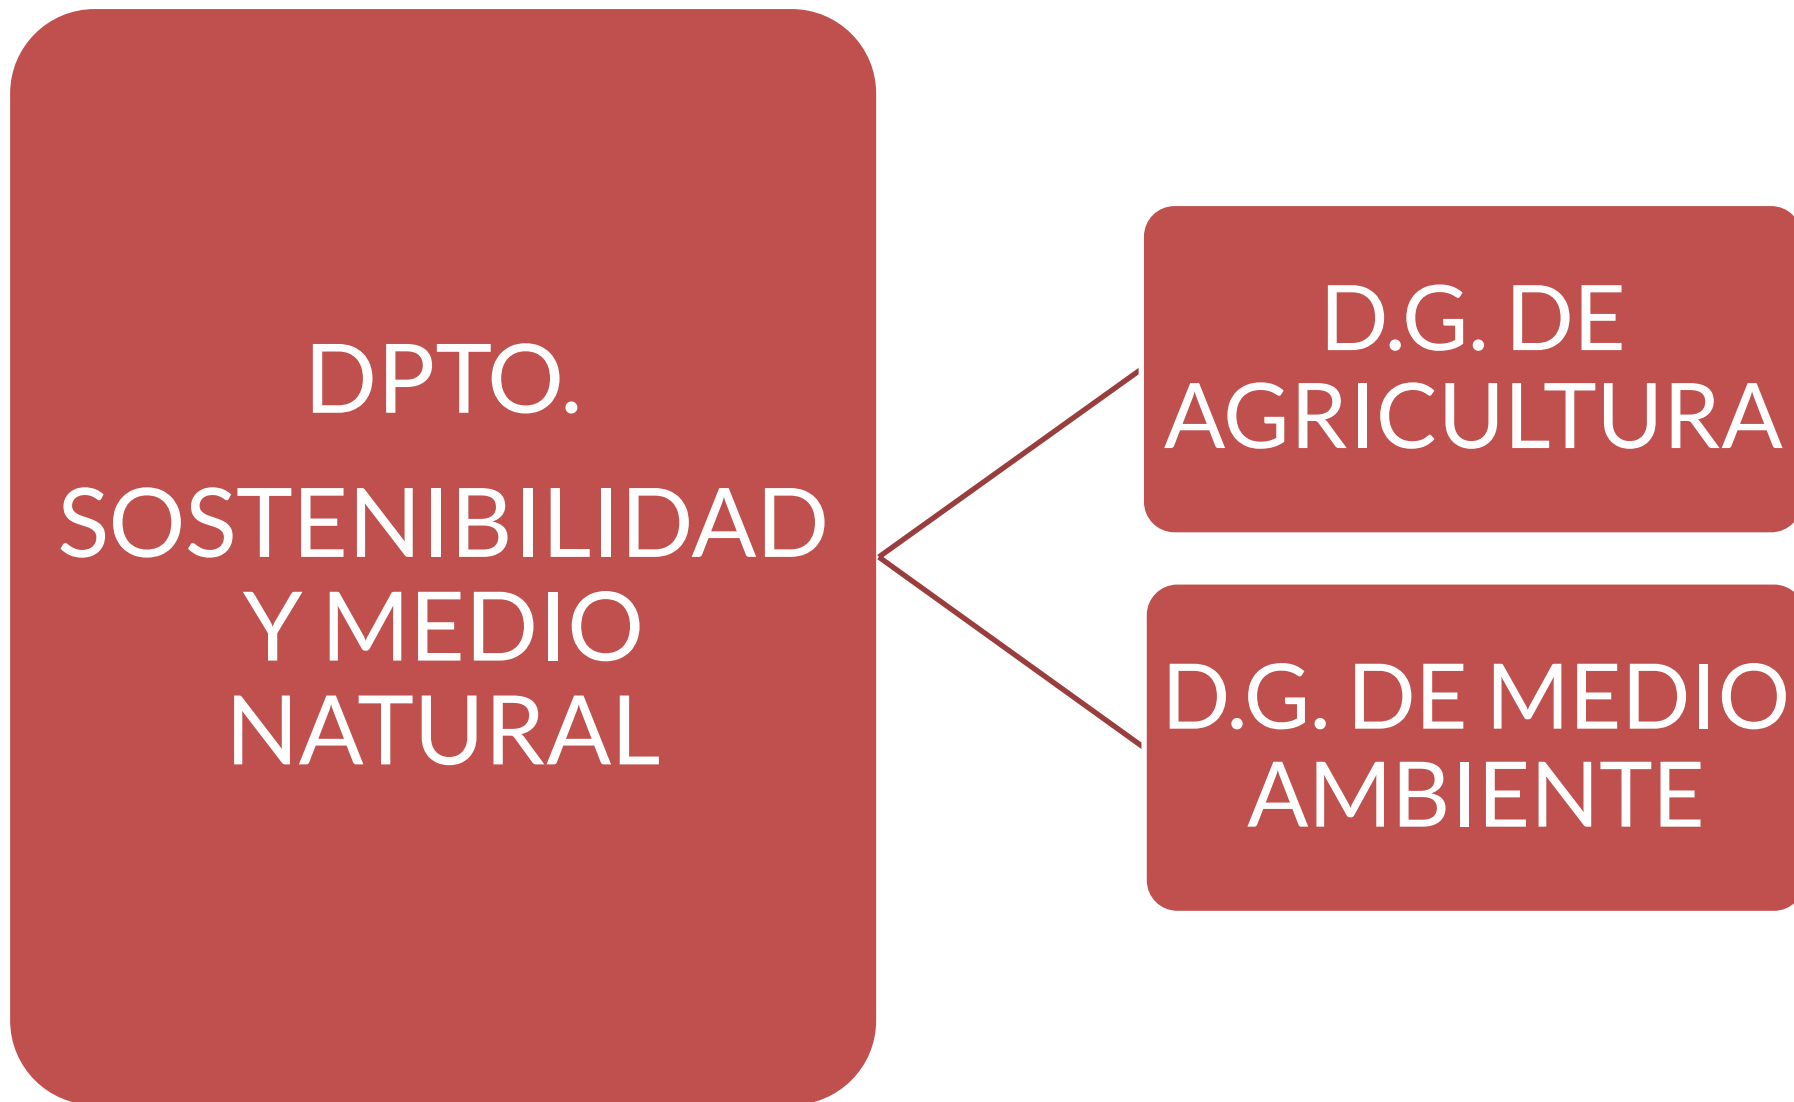 DPTO.
SOSTENIBILIDAD
Y MEDIO
NATURAL
D.G. DE
AGRICULTURA
D.G. DE MEDIO
AMBIENTE